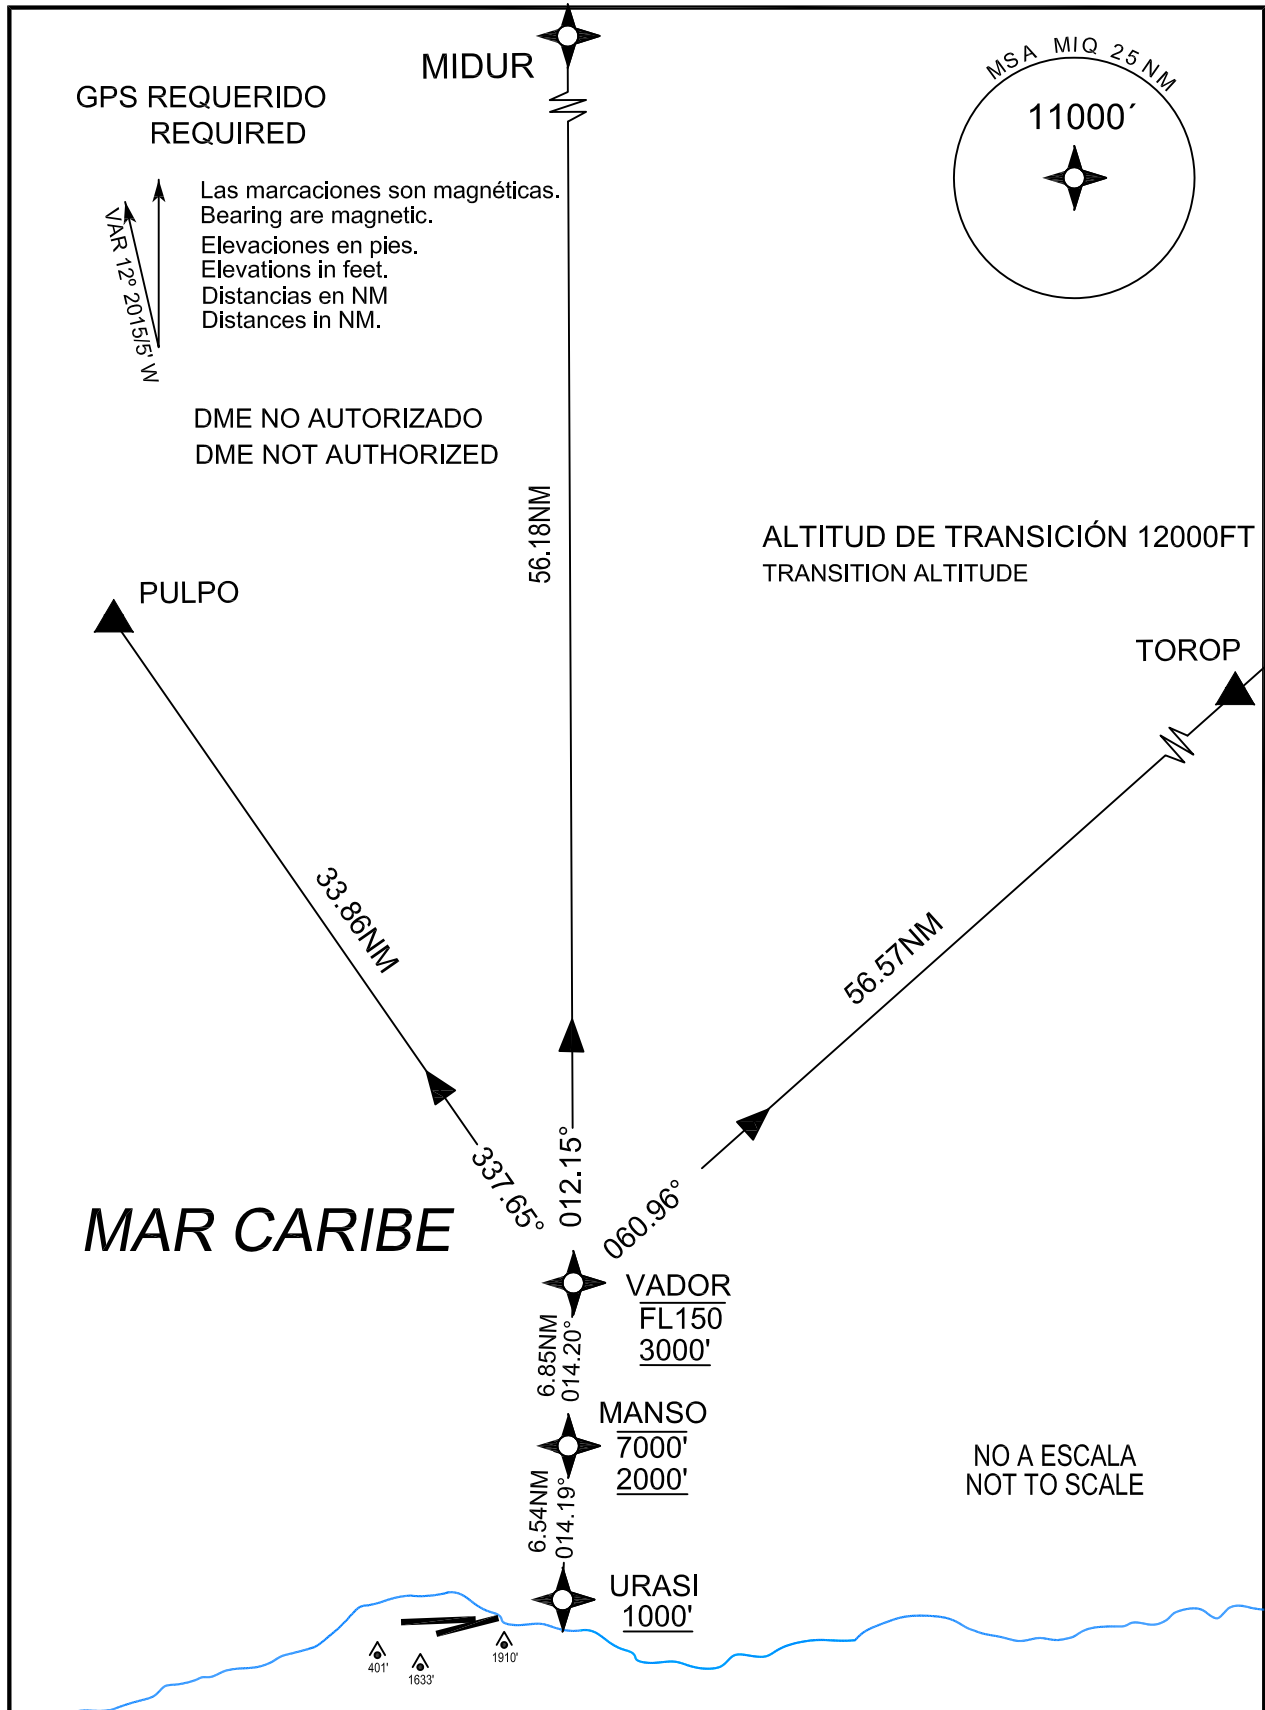 MIDUR
MSA MIQ 25 NM
11000´
GPS REQUERIDO
REQUIRED
VAR 12º 2015/5' W
Las marcaciones son magnéticas.
Bearing are magnetic.
Elevaciones en pies.
Elevations in feet.
Distancias en NM
Distances in NM.
DME NO AUTORIZADO
DME NOT AUTHORIZED
56.18NM
ALTITUD DE TRANSICIÓN 12000FT
TRANSITION ALTITUDE
PULPO
TOROP
33.86NM
56.57NM
337.65°
012.15°
060.96°
MAR CARIBE
VADOR
FL150
3000'
6.85NM
014.20°
MANSO
7000'
2000'
NO A ESCALA
NOT TO SCALE
6.54NM
014.19°
URASI
1000'
401'
1633'
1910'